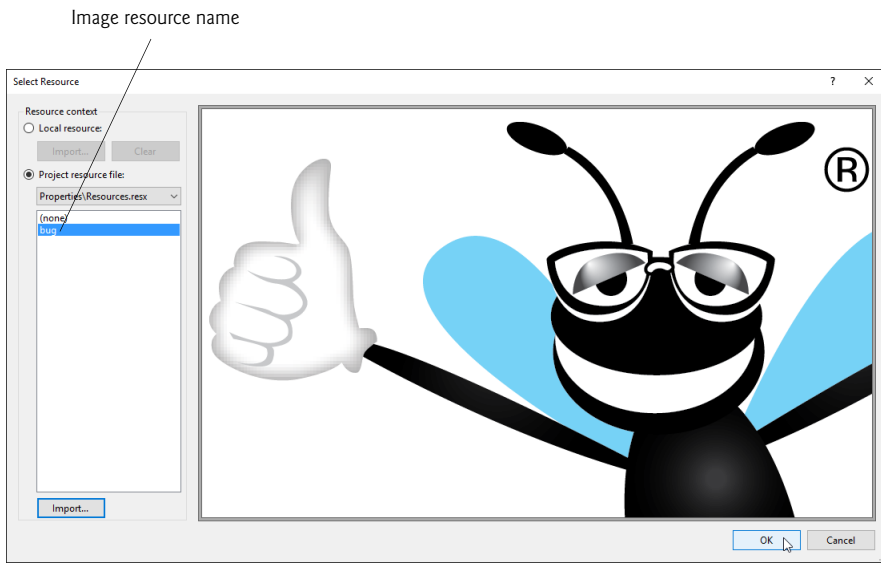 Image resource name
Select Resource
? ×
Resource context
Local resource:
Import... Clear
Project resource file:
Properties\Resources.resx
(none)
bug
Import...
®
OK Cancel